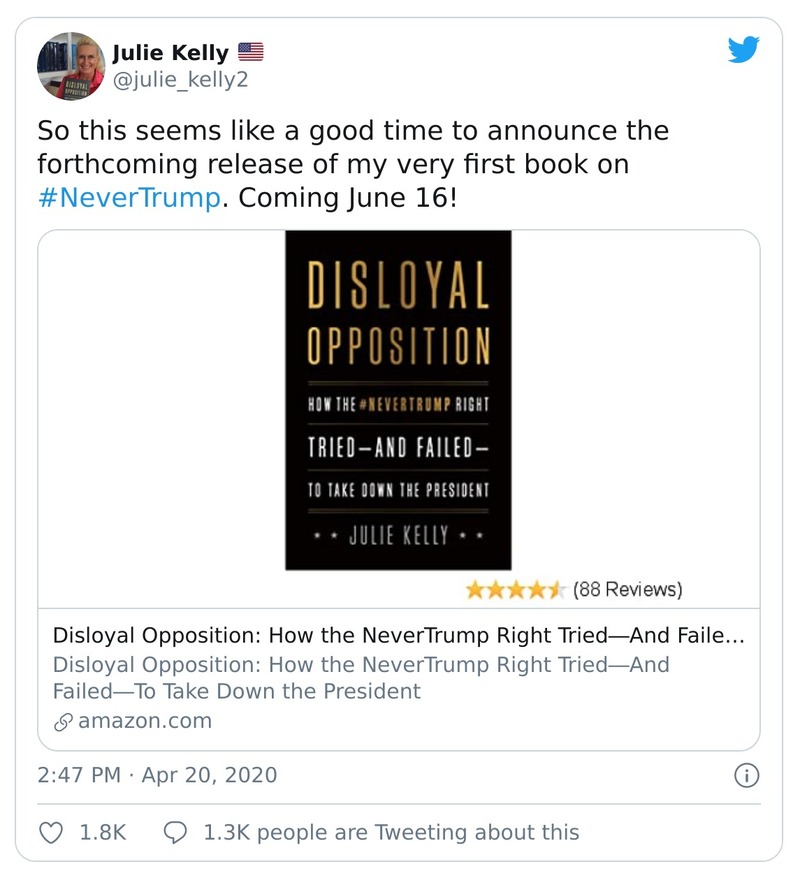 Julie Kelly 🇺🇸
@julie_kelly2
So this seems like a good time to announce the
forthcoming release of my very first book on
#NeverTrump. Coming June 16!
DISLOYAL
OPPOSITION
HOW THE #NEVERTRUMP RIGHT
TRIED—AND FAILED—
TO TAKE DOWN THE PRESIDENT
JULIE KELLY
(88 Reviews)
Disloyal Opposition: How the NeverTrump Right Tried—And Faile...
Disloyal Opposition: How the NeverTrump Right Tried—And
Failed—To Take Down the President
amazon.com
2:47 PM · Apr 20, 2020
1.8K 1.3K people are Tweeting about this